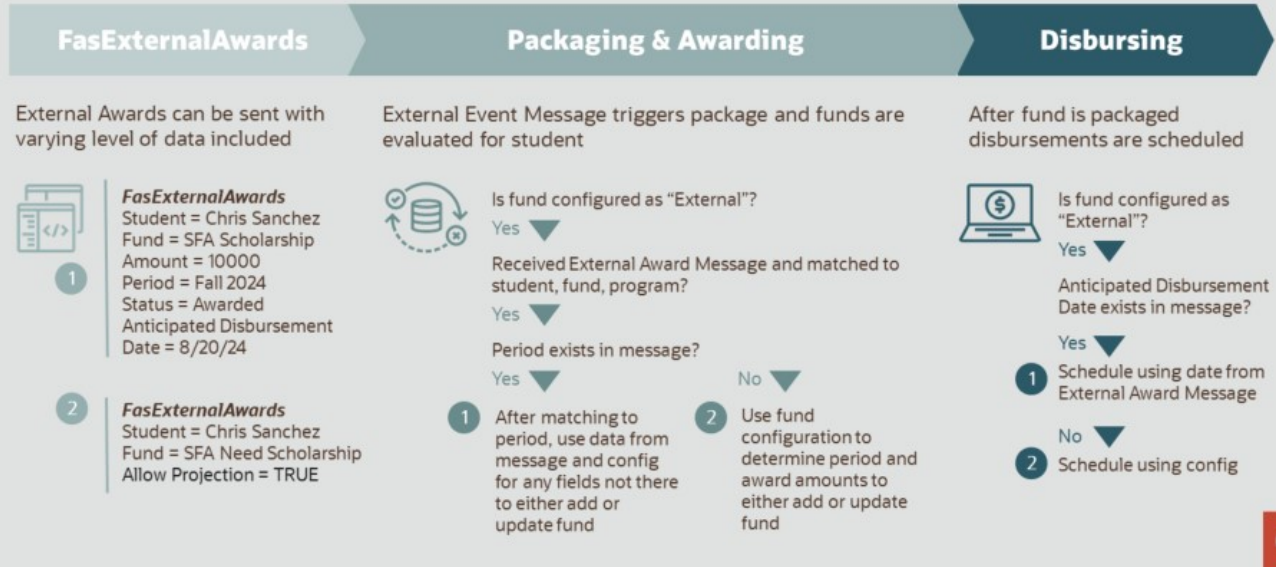 FasExternalAwards
Packaging & Awarding
Disbursing
External Awards can be sent with
varying level of data included
</>
1
FasExternalAwards
Student = Chris Sanchez
Fund = SFA Scholarship
Amount = 10000
Period = Fall 2024
Status = Awarded
Anticipated Disbursement
Date = 8/20/24
2
FasExternalAwards
Student = Chris Sanchez
Fund = SFA Need Scholarship
Allow Projection = TRUE
External Event Message triggers package and funds are
evaluated for student
Is fund configured as “External”?
Yes
Received External Award Message and matched to
student, fund, program?
Yes
Period exists in message?
Yes
1
After matching to
period, use data from
message and config
for any fields not there
to either add or
update fund
No
2
Use fund
configuration to
determine period and
award amounts to
either add or update
fund
After fund is packaged
disbursements are scheduled
$
Is fund configured as
“External”?
Yes
Anticipated Disbursement
Date exists in message?
Yes
1
Schedule using date from
External Award Message
No
2
Schedule using config